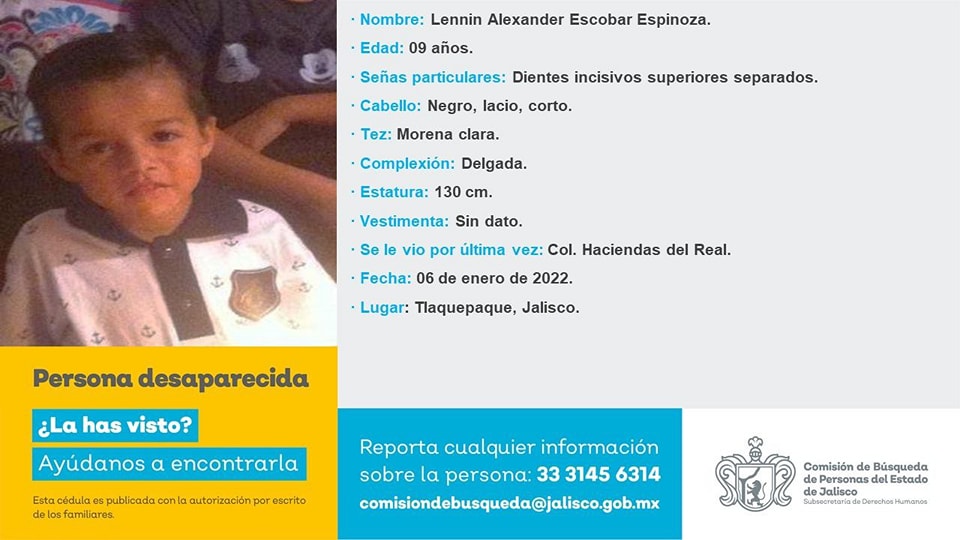 · Nombre: Lennin Alexander Escobar Espinoza.
· Edad: 09 años.
· Señas particulares: Dientes incisivos superiores separados.
· Cabello: Negro, lacio, corto.
· Tez: Morena clara.
· Complexión: Delgada.
· Estatura: 130 cm.
· Vestimenta: Sin dato.
· Se le vio por última vez: Col. Haciendas del Real.
· Fecha: 06 de enero de 2022.
· Lugar: Tlaquepaque, Jalisco.
Persona desaparecida
¿La has visto?
Ayúdanos a encontrarla
Esta cédula es publicada con la autorización por escrito
de los familiares.
Reporta cualquier información
sobre la persona: 33 3145 6314
comisiondebusqueda@jalisco.gob.mx
Comisión de Búsqueda
de Personas del Estado
de Jalisco
Subsecretaría de Derechos Humanos